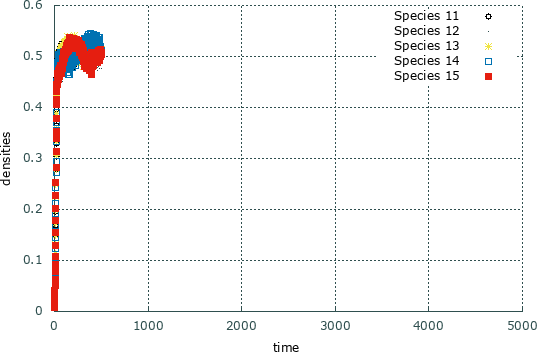 0.6
0.5
0.4
0.3
0.2
0.1
0
densities
Species 11
Species 12
Species 13
Species 14
Species 15
0 1000 2000 3000 4000 5000
time